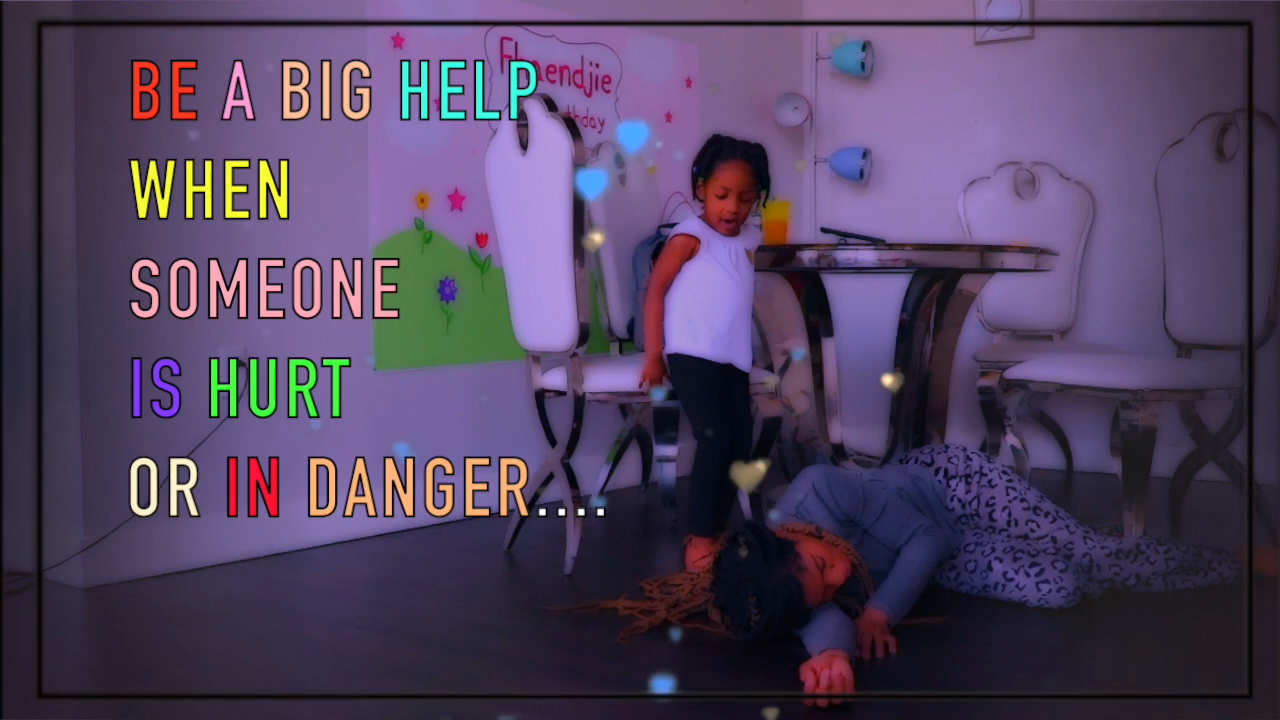 BE A BIG HELP
WHEN
SOMEONE
IS HURT
OR IN DANGER....